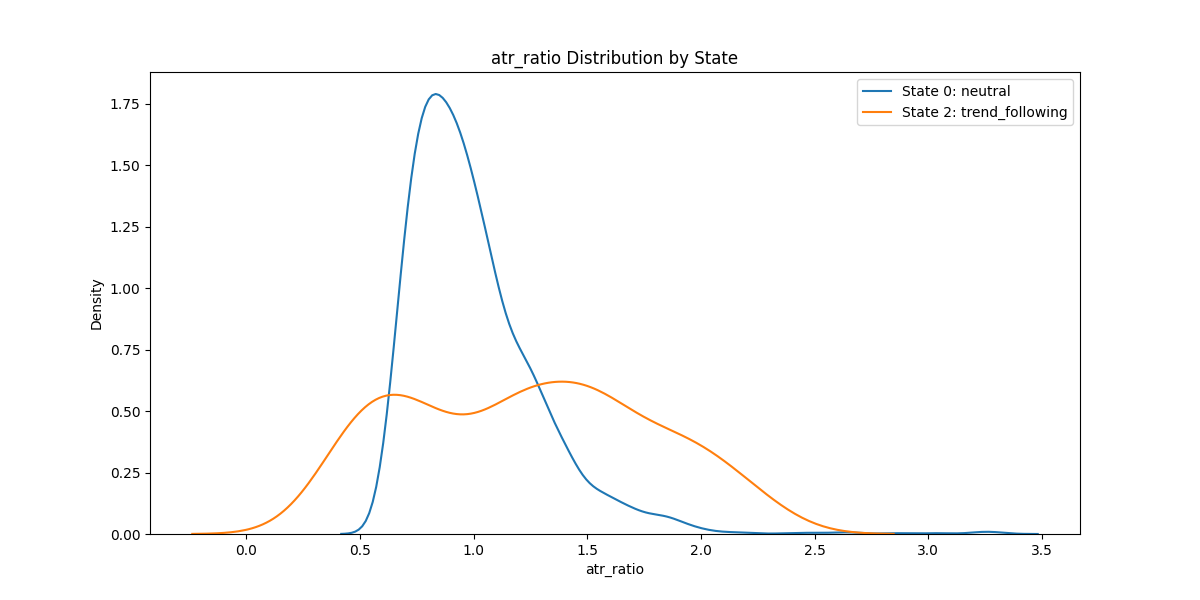 atr_ratio Distribution by State
State 0: neutral
State 2: trend_following
Density
1.75
1.50
1.25
1.00
0.75
0.50
0.25
0.00
0.0 0.5 1.0 1.5 2.0 2.5 3.0 3.5
atr_ratio